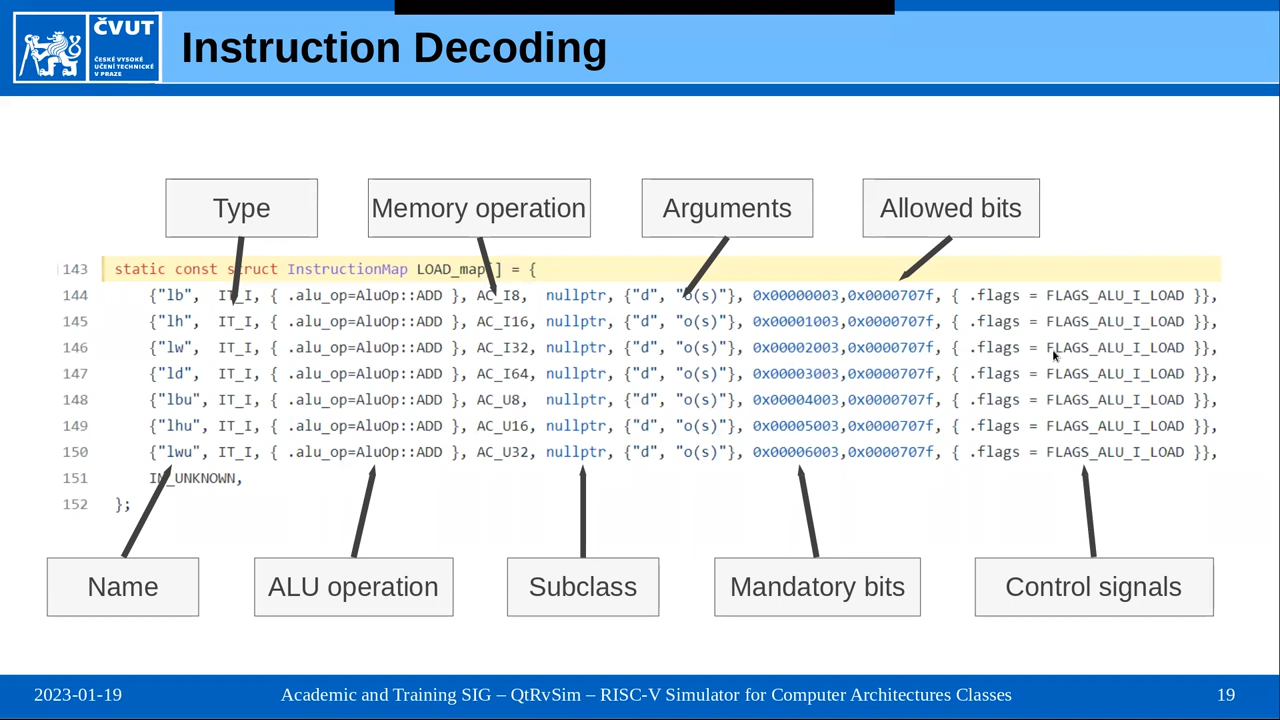 ČVUT
ČESKÉ VYSOKÉ
UČENÍ TECHNICKÉ
V PRAZE
Instruction Decoding
Type
Memory operation
Arguments
Allowed bits
143 static const struct InstructionMap LOAD_map[] = {
144 {"lb", IT_I, { .alu_op=AluOp::ADD }, AC_I8, nullptr, {"d", "o(s)"}, 0x00000003,0x0000707f, { .flags = FLAGS_ALU_I_LOAD }},
145 {"lh", IT_I, { .alu_op=AluOp::ADD }, AC_I16, nullptr, {"d", "o(s)"}, 0x00001003,0x0000707f, { .flags = FLAGS_ALU_I_LOAD }},
146 {"lw", IT_I, { .alu_op=AluOp::ADD }, AC_I32, nullptr, {"d", "o(s)"}, 0x00002003,0x0000707f, { .flags = FLAGS_ALU_I_LOAD }},
147 {"ld", IT_I, { .alu_op=AluOp::ADD }, AC_I64, nullptr, {"d", "o(s)"}, 0x00003003,0x0000707f, { .flags = FLAGS_ALU_I_LOAD }},
148 {"lbu", IT_I, { .alu_op=AluOp::ADD }, AC_U8, nullptr, {"d", "o(s)"}, 0x00004003,0x0000707f, { .flags = FLAGS_ALU_I_LOAD }},
149 {"lhu", IT_I, { .alu_op=AluOp::ADD }, AC_U16, nullptr, {"d", "o(s)"}, 0x00005003,0x0000707f, { .flags = FLAGS_ALU_I_LOAD }},
150 {"lwu", IT_I, { .alu_op=AluOp::ADD }, AC_U32, nullptr, {"d", "o(s)"}, 0x00006003,0x0000707f, { .flags = FLAGS_ALU_I_LOAD }},
151 IM_UNKNOWN,
152 };
Name
ALU operation
Subclass
Mandatory bits
Control signals
2023-01-19
Academic and Training SIG – QtRvSim – RISC-V Simulator for Computer Architectures Classes
19